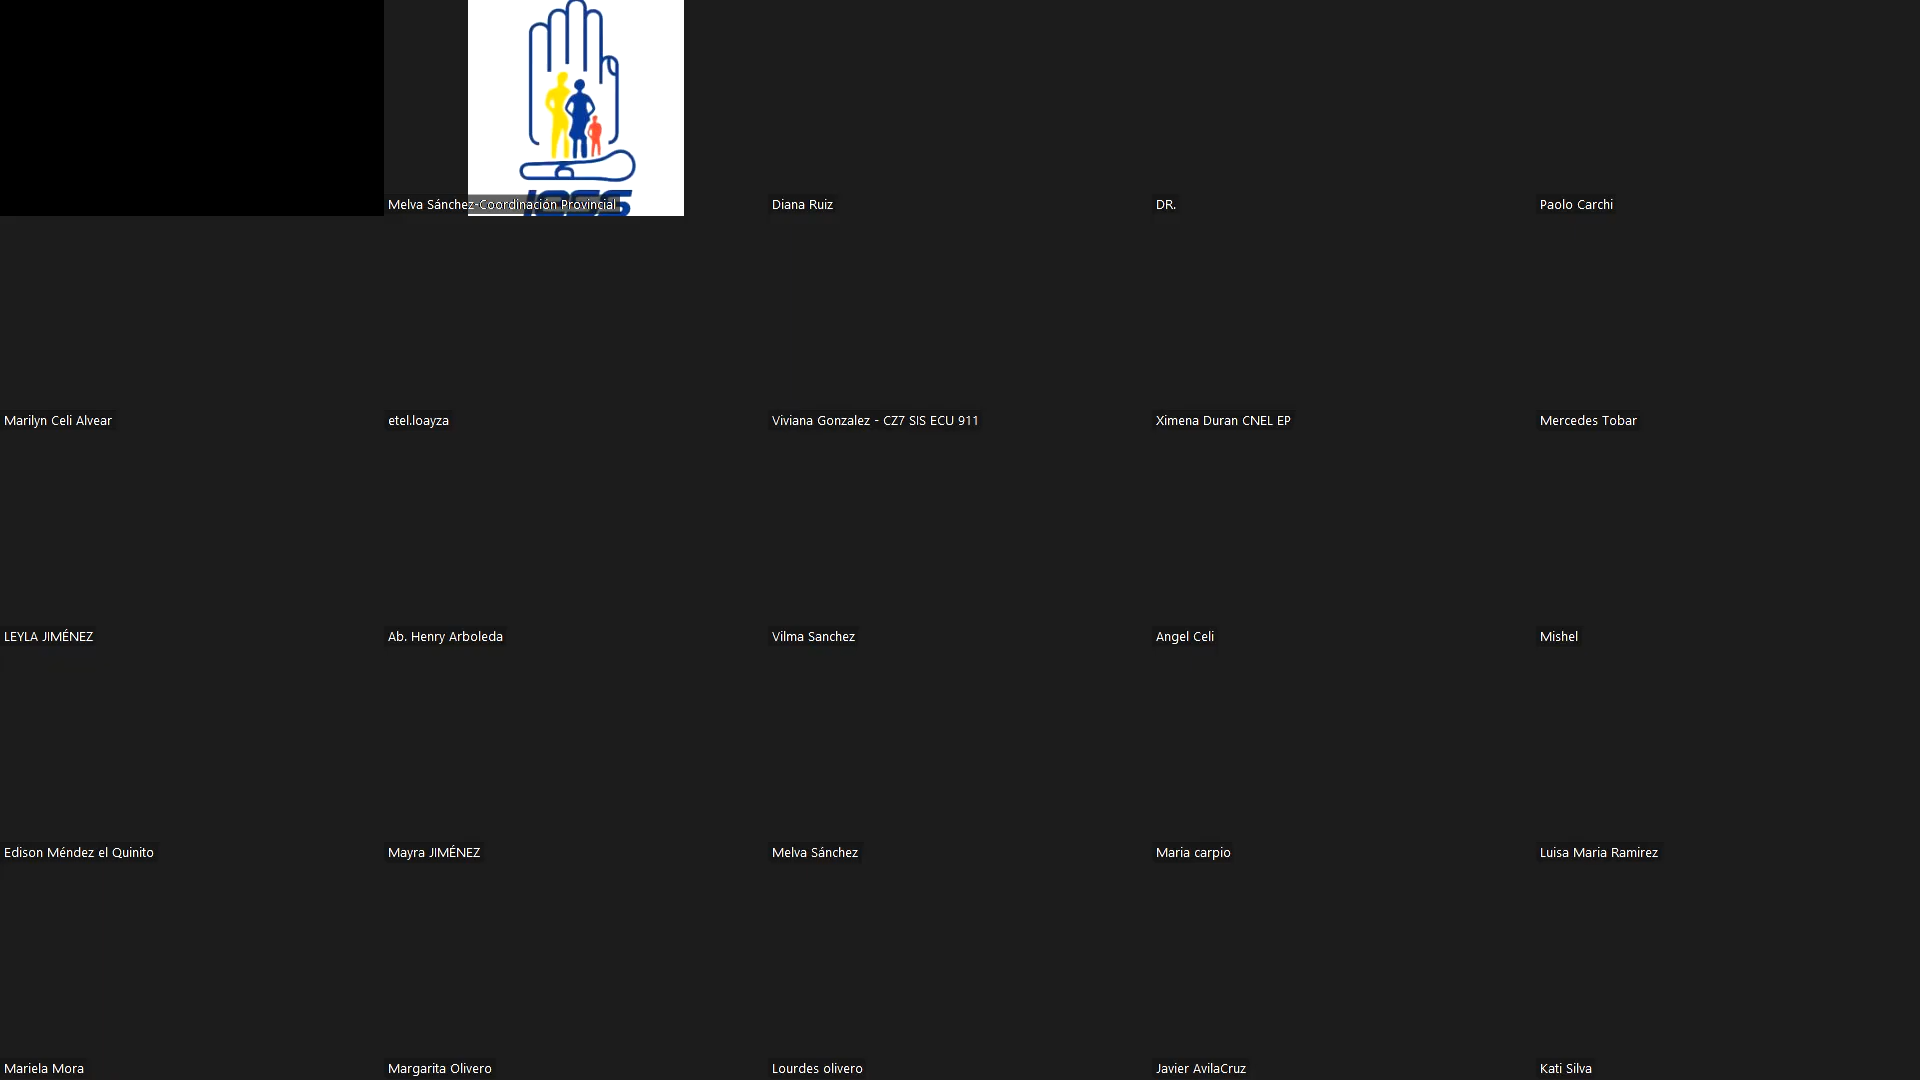 IESS
Melva Sánchez-Coordinación Provincial
Diana Ruiz
DR.
Paolo Carchi
Marilyn Celi Alvear
etel.loayza
Viviana Gonzalez - CZ7 SIS ECU 911
Ximena Duran CNEL EP
Mercedes Tobar
LEYLA JIMÉNEZ
Ab. Henry Arboleda
Vilma Sanchez
Angel Celi
Mishel
Edison Méndez el Quinito
Mayra JIMÉNEZ
Melva Sánchez
Maria carpio
Luisa Maria Ramirez
Mariela Mora
Margarita Olivero
Lourdes olivero
Javier AvilaCruz
Kati Silva